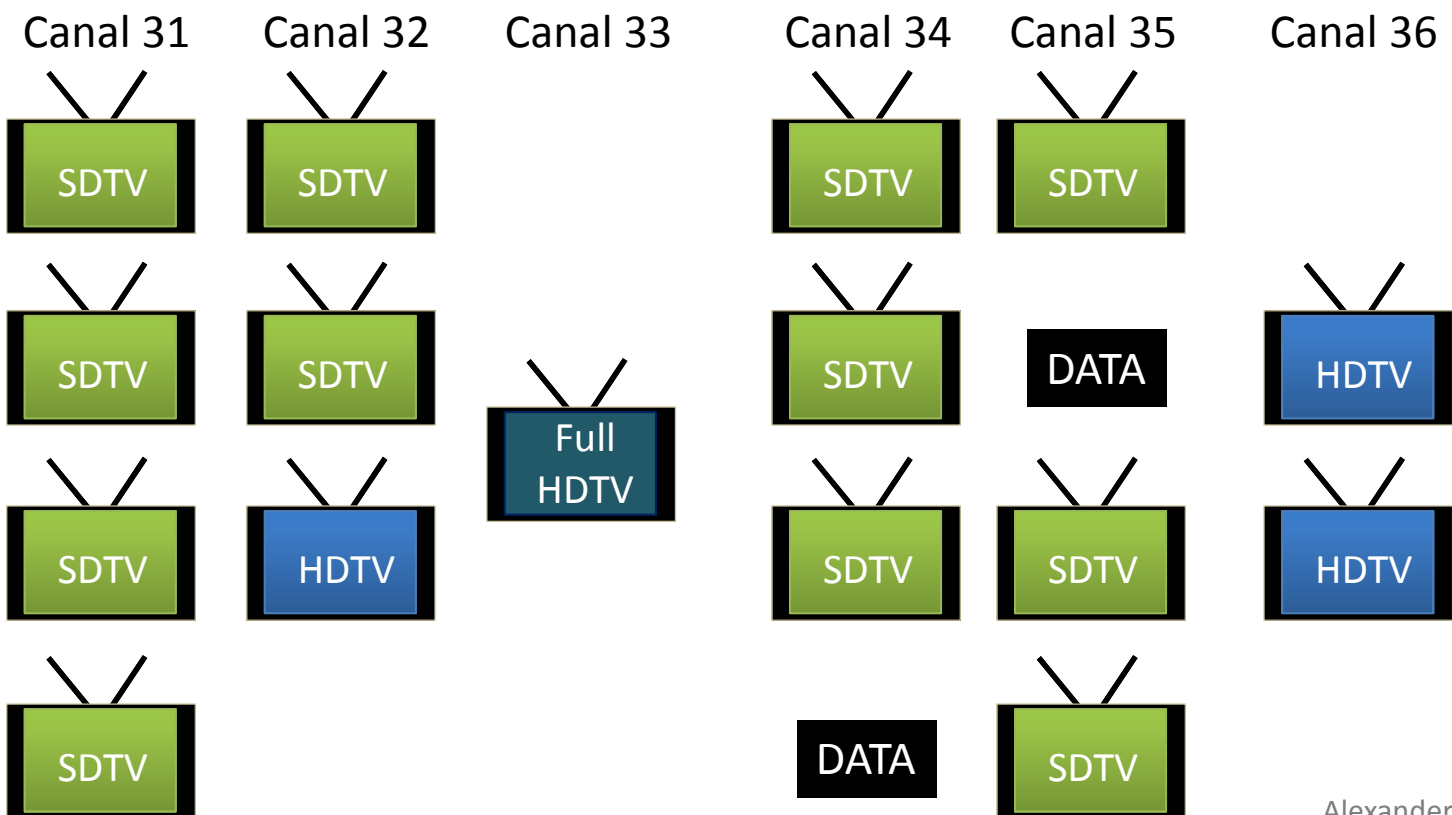 Canal 31 Canal 32 Canal 33 Canal 34 Canal 35 Canal 36
SDTV SDTV SDTV SDTV
SDTV SDTV SDTV DATA HDTV
Full
HDTV
SDTV HDTV SDTV SDTV HDTV
SDTV DATA SDTV
Alexander